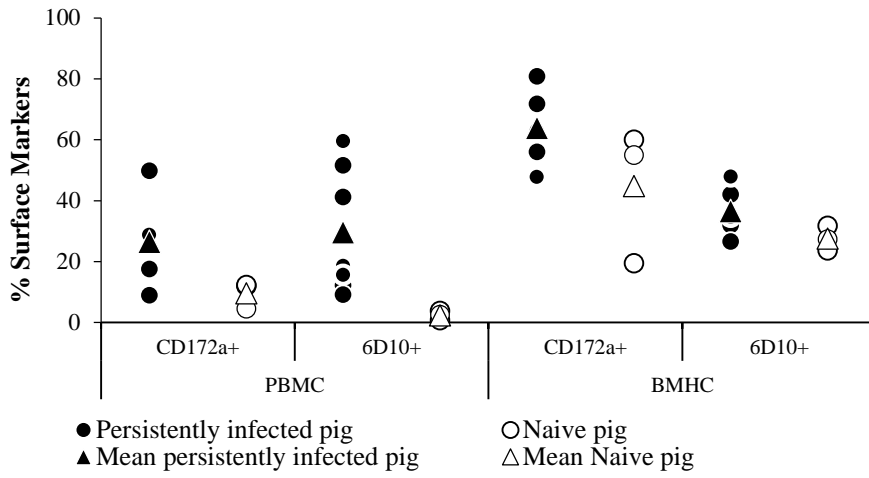 100%
80
60
40
20
0
% Surface Markers
CD172a+ 6D10+ CD172a+ 6D10+
PBMC BMHC
Persistently infected pig Naive pig
Mean persistently infected pig Mean Naive pig